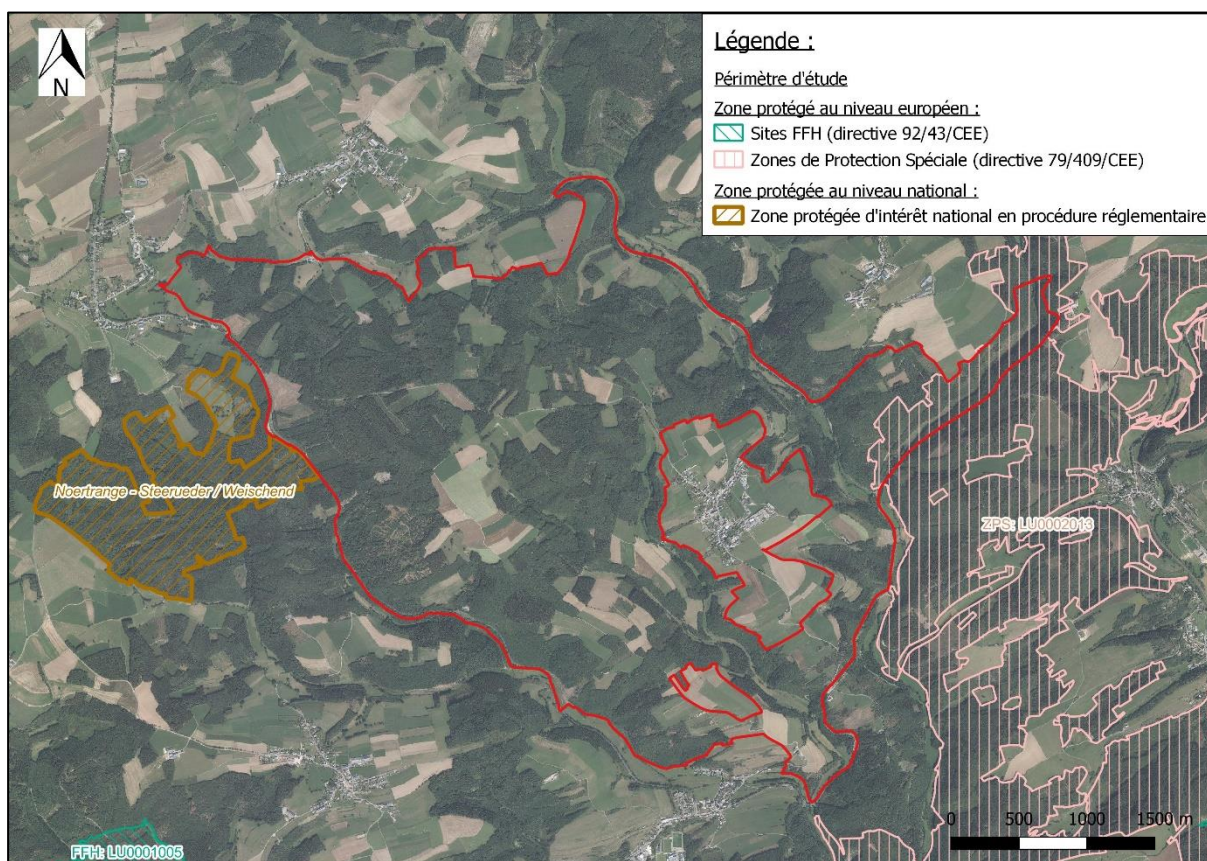 N
Légende :
Périmètre d'étude
Zone protégé au niveau européen :
Sites FFH (directive 92/43/CEE)
Zones de Protection Spéciale (directive 79/409/CEE)
Zone protégée au niveau national :
Zone protégée d'intérêt national en procédure réglementaire
Noertrange - Steerueder / Weischend
ZPS: LU0002013
FFH: LU0001005
0 500 1000 1500 m